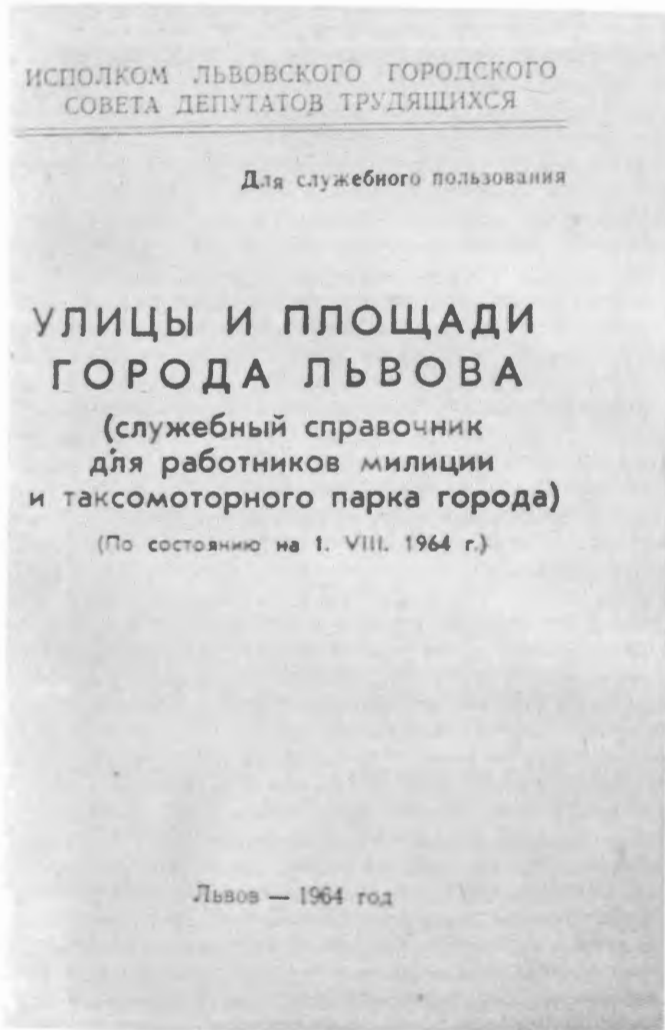 ИСПОЛКОМ ЛЬВОВСКОГО ГОРОДСКОГО
СОВЕТА ДЕПУТАТОВ ТРУДЯЩИХСЯ
Для служебного пользования
УЛИЦЫ И ПЛОЩАДИ
ГОРОДА ЛЬВОВА
(служебный справочник
для работников милиции
и таксомоторного парка города)
(По состоянию на 1. VIII. 1964 г.)
Львов — 1964 год